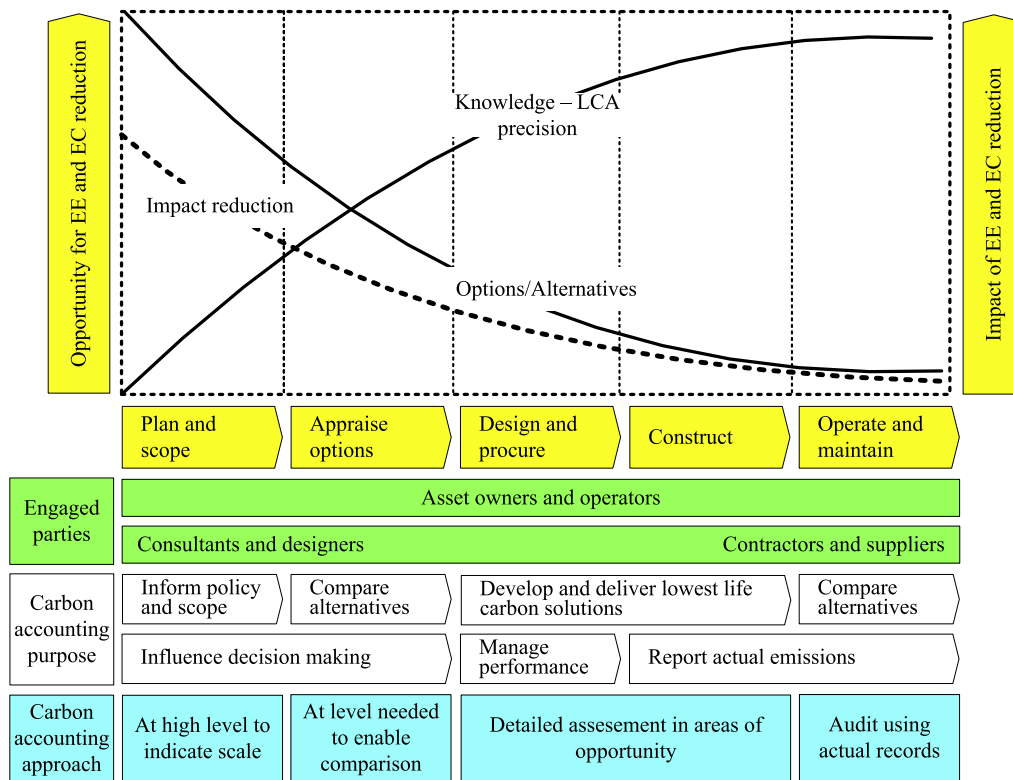 Opportunity for EE and EC reduction
Knowledge – LCA
precision
Impact reduction
Options/Alternatives
Impact of EE and EC reduction
Plan and
scope
Appraise
options
Design and
procure
Construct
Operate and
maintain
Engaged
parties
Asset owners and operators
Consultants and designers
Contractors and suppliers
Carbon
accounting
purpose
Inform policy
and scope
Compare
alternatives
Develop and deliver lowest life
carbon solutions
Compare
alternatives
Influence decision making
Manage
performance
Report actual emissions
Carbon
accounting
approach
At high level to
indicate scale
At level needed
to enable
comparison
Detailed assesement in areas of
opportunity
Audit using
actual records